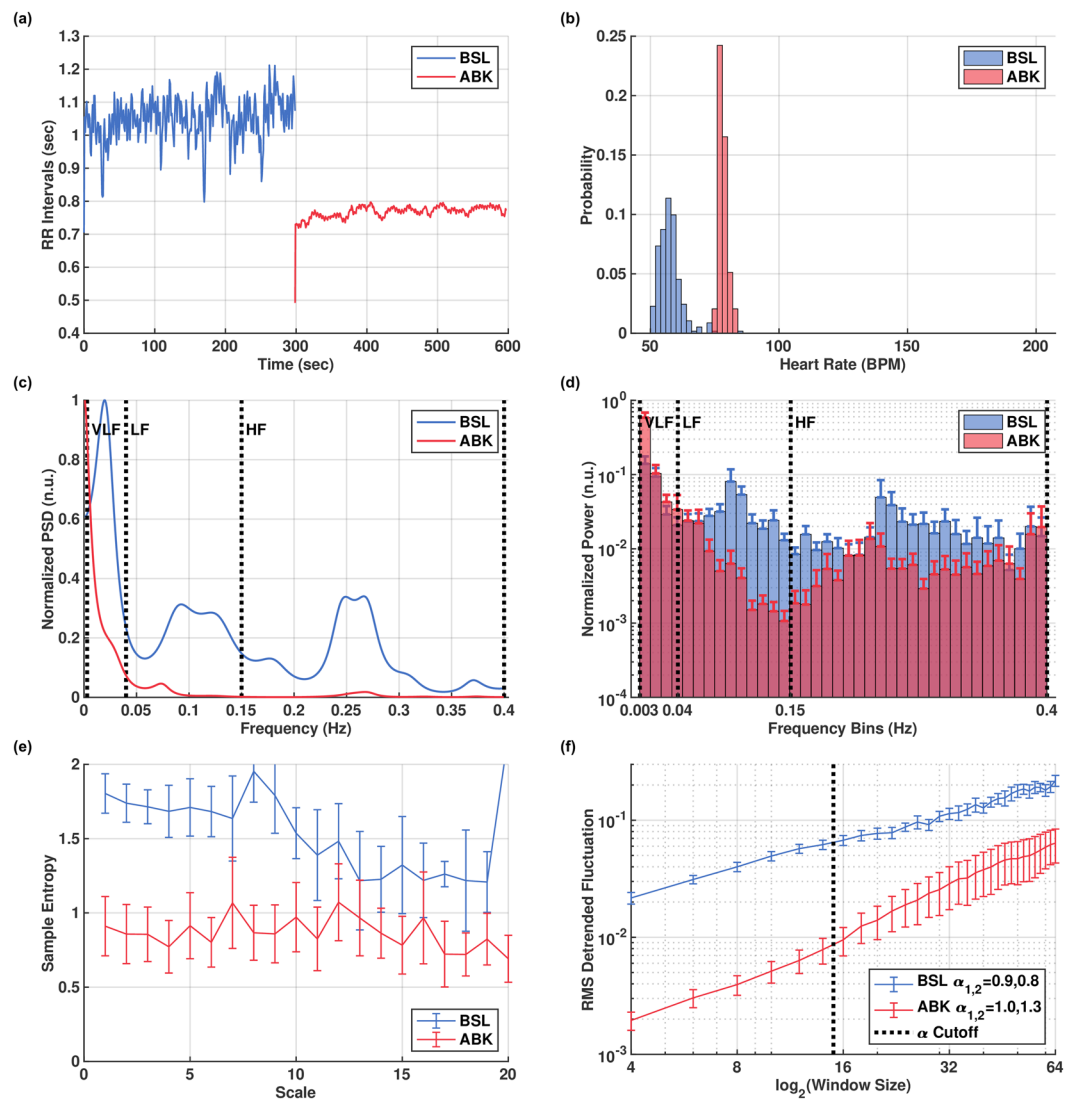 (a)
1.3
1.2
1.1
1
0.9
0.8
0.7
0.6
0.5
0.4
RR Intervals (sec)
BSL
ABK
0 100 200 300 400 500 600
Time (sec)
(b)
0.25
0.2
0.15
0.1
0.05
0
Probability
BSL
ABK
50 100 150 200
Heart Rate (BPM)
(c)
1
0.8
0.6
0.4
0.2
0
Normalized PSD (n.u.)
VLF LF HF
BSL
ABK
0 0.05 0.1 0.15 0.2 0.25 0.3 0.35 0.4
Frequency (Hz)
(d)
10^0
10^-1
10^-2
10^-3
10^-4
Normalized Power (n.u.)
VLF LF HF
BSL
ABK
0.003 0.04 0.15 0.4
Frequency Bins (Hz)
(e)
2
1.5
1
0.5
0
Sample Entropy
BSL
ABK
0 5 10 15 20
Scale
(f)
10^-1
10^-2
10^-3
RMS Detrended Fluctuation
BSL α1,2=0.9,0.8
ABK α1,2=1.0,1.3
α Cutoff
4 8 16 32 64
log2(Window Size)